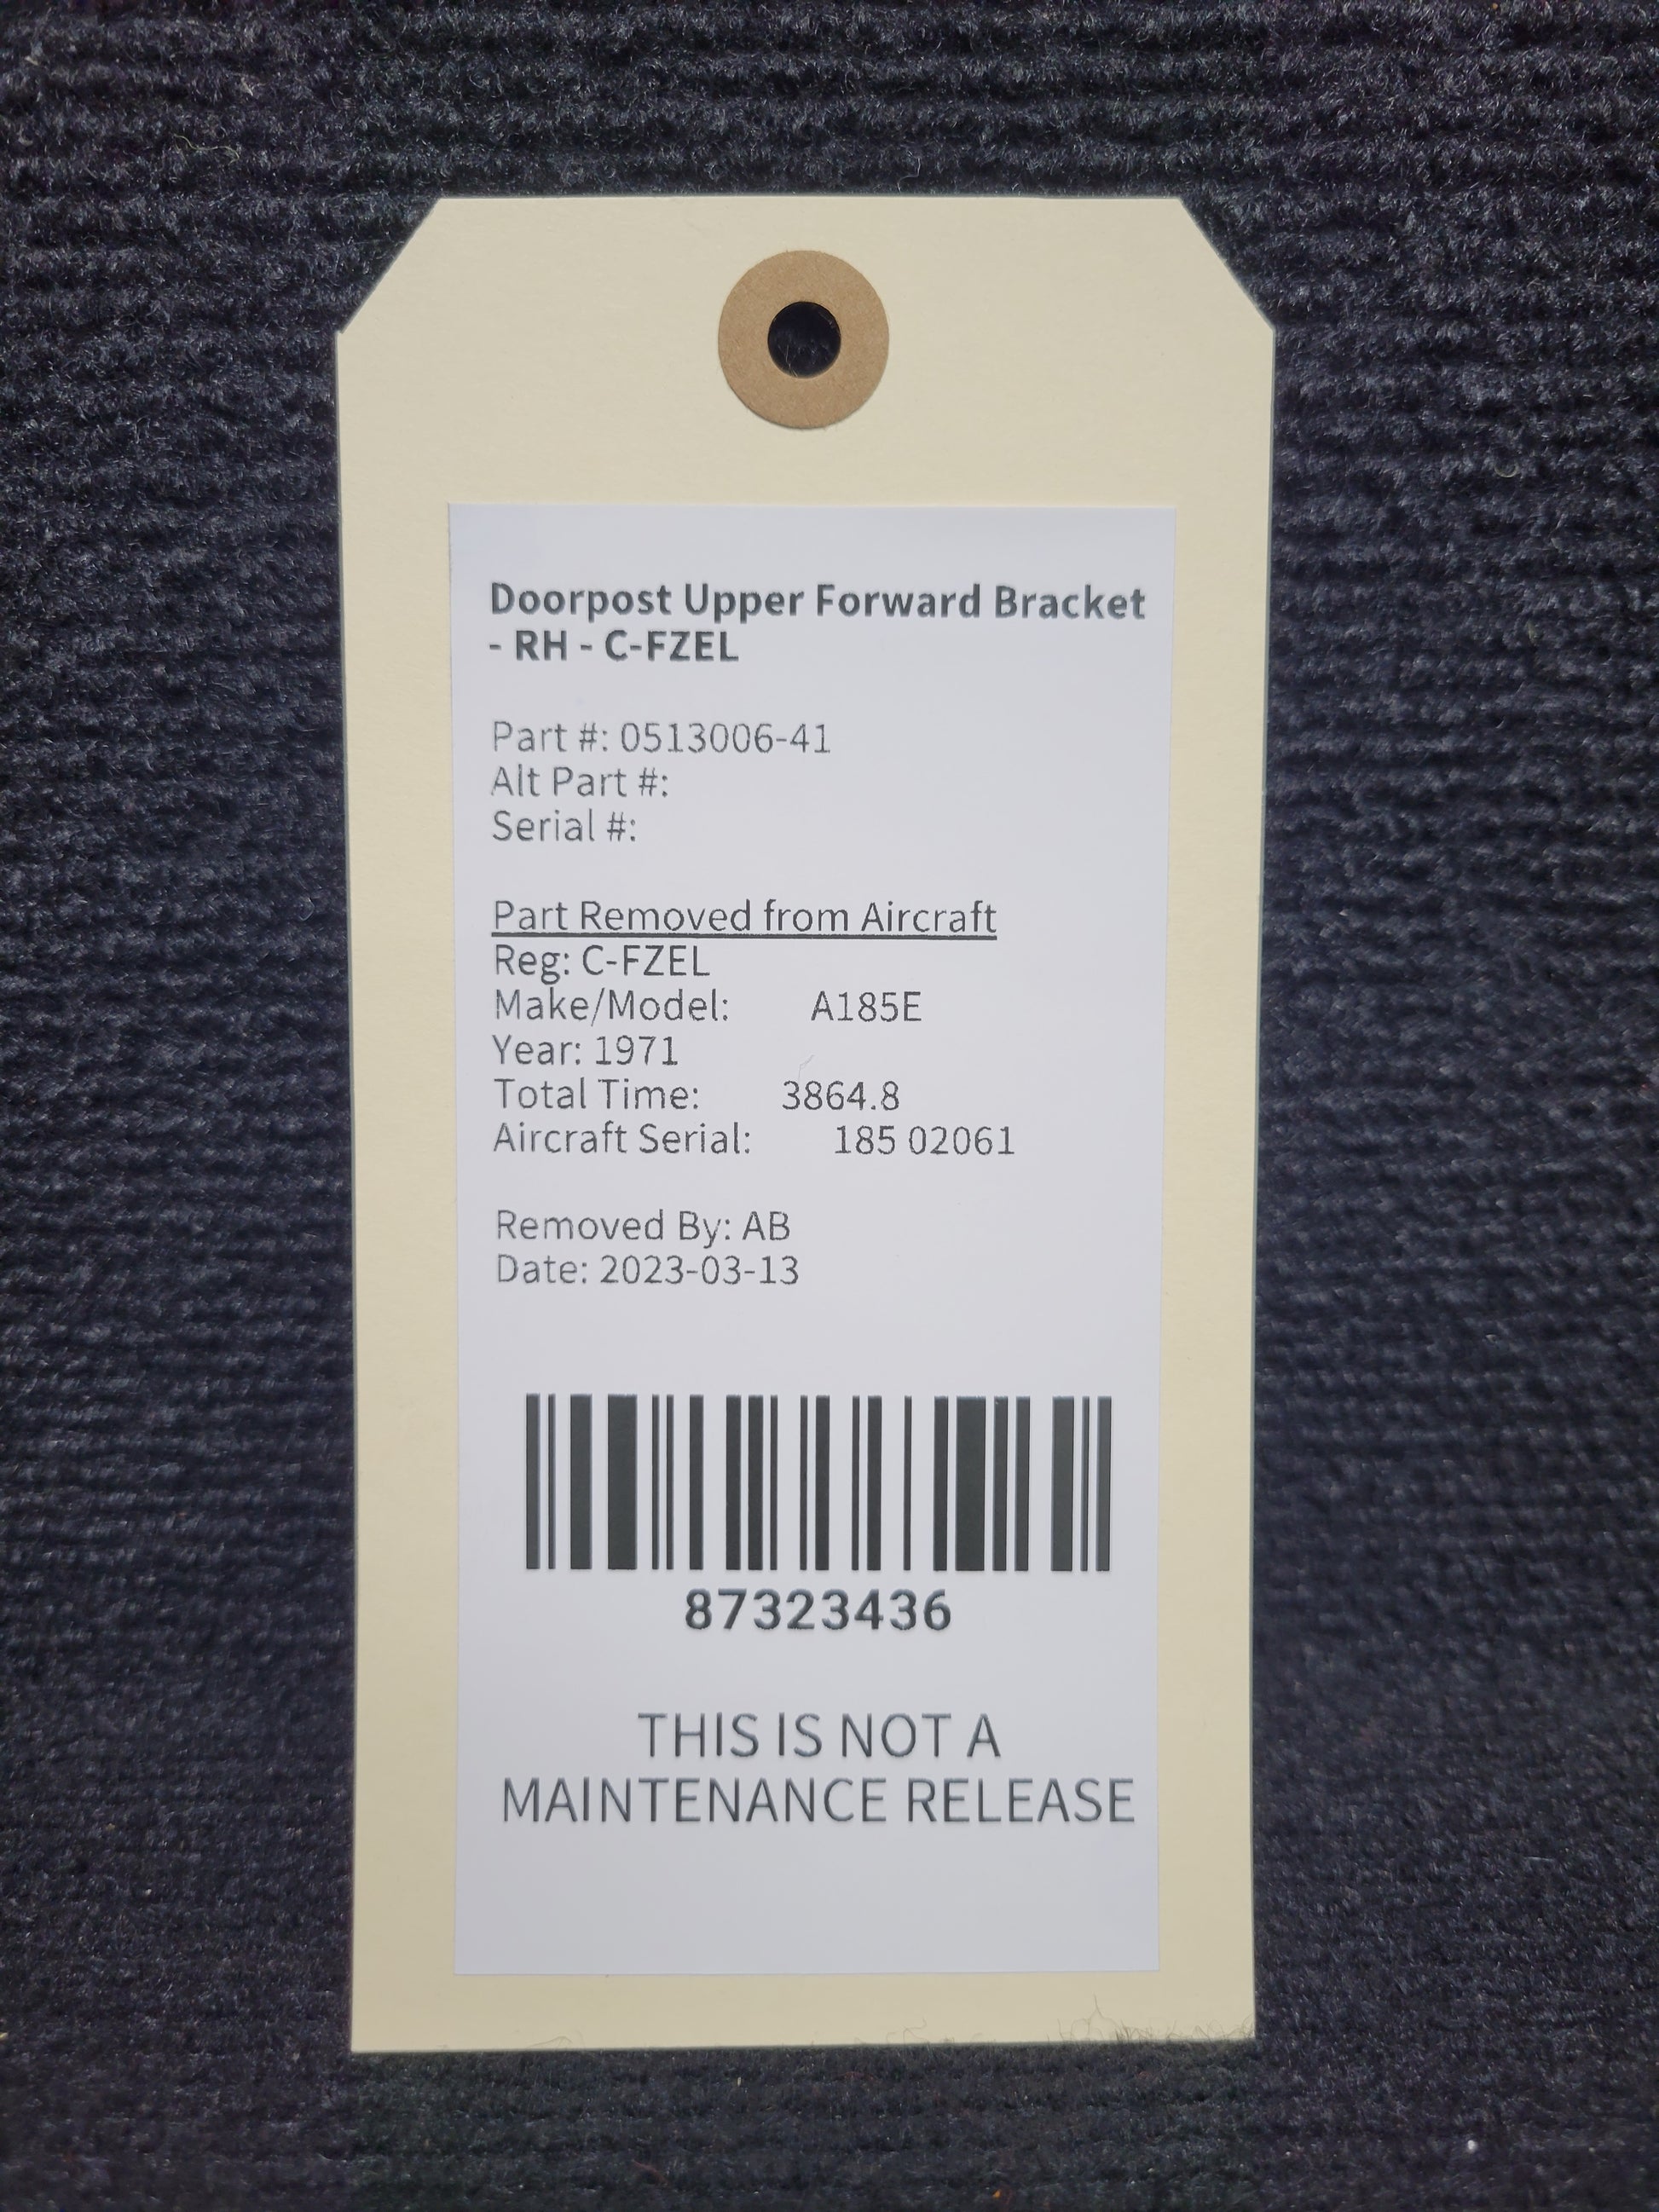 Doorpost Upper Forward Bracket
- RH - C-FZEL
Part #: 0513006-41
Alt Part #:
Serial #:
Part Removed from Aircraft
Reg: C-FZEL
Make/Model: A185E
Year: 1971
Total Time: 3864.8
Aircraft Serial: 185 02061
Removed By: AB
Date: 2023-03-13
87323436
THIS IS NOT A
MAINTENANCE RELEASE